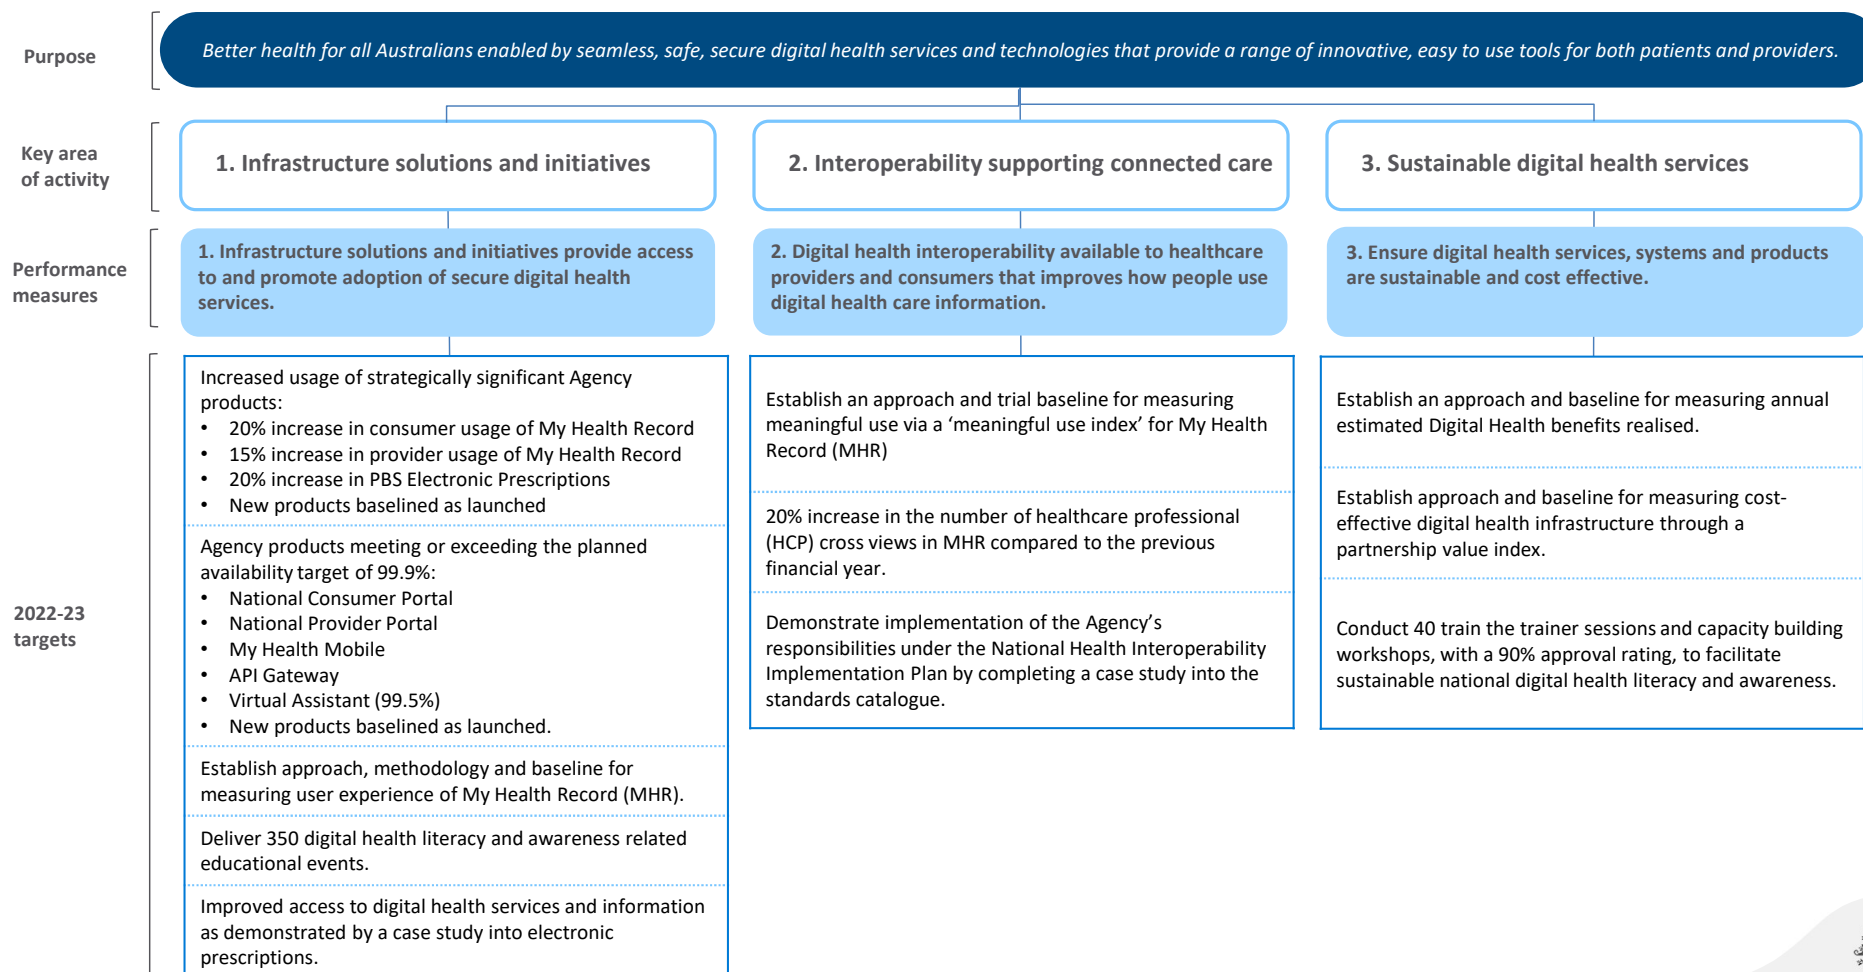 Purpose
Better health for all Australians enabled by seamless, safe, secure digital health services and technologies that provide a range of innovative, easy to use tools for both patients and providers.
Key area
of activity
1. Infrastructure solutions and initiatives
2. Interoperability supporting connected care
3. Sustainable digital health services
Performance
measures
1. Infrastructure solutions and initiatives provide access
to and promote adoption of secure digital health
services.
2. Digital health interoperability available to healthcare
providers and consumers that improves how people use
digital health care information.
3. Ensure digital health services, systems and products
are sustainable and cost effective.
2022-23
targets
Increased usage of strategically significant Agency
products:
• 20% increase in consumer usage of My Health Record
• 15% increase in provider usage of My Health Record
• 20% increase in PBS Electronic Prescriptions
• New products baselined as launched
Agency products meeting or exceeding the planned
availability target of 99.9%:
• National Consumer Portal
• National Provider Portal
• My Health Mobile
• API Gateway
• Virtual Assistant (99.5%)
• New products baselined as launched.
Establish approach, methodology and baseline for
measuring user experience of My Health Record (MHR).
Deliver 350 digital health literacy and awareness related
educational events.
Improved access to digital health services and information
as demonstrated by a case study into electronic
prescriptions.
Establish an approach and trial baseline for measuring
meaningful use via a ‘meaningful use index’ for My Health
Record (MHR)
20% increase in the number of healthcare professional
(HCP) cross views in MHR compared to the previous
financial year.
Demonstrate implementation of the Agency’s
responsibilities under the National Health Interoperability
Implementation Plan by completing a case study into the
standards catalogue.
Establish an approach and baseline for measuring annual
estimated Digital Health benefits realised.
Establish approach and baseline for measuring cost-
effective digital health infrastructure through a
partnership value index.
Conduct 40 train the trainer sessions and capacity building
workshops, with a 90% approval rating, to facilitate
sustainable national digital health literacy and awareness.